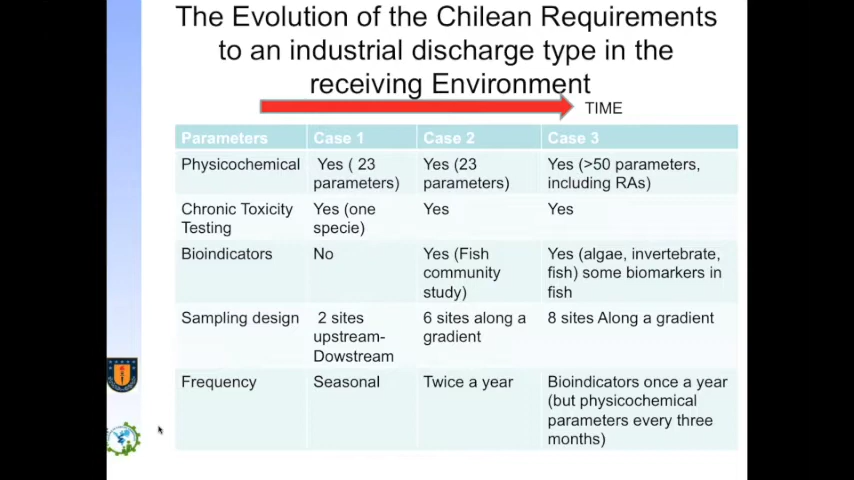 The Evolution of the Chilean Requirements
to an industrial discharge type in the
receiving Environment
TIME
Parameters Case 1 Case 2 Case 3
Physicochemical Yes ( 23 parameters) Yes (23 parameters) Yes (>50 parameters, including RAs)
Chronic Toxicity Testing Yes (one specie) Yes Yes
Bioindicators No Yes (Fish community study) Yes (algae, invertebrate, fish) some biomarkers in fish
Sampling design 2 sites upstream-Dowstream 6 sites along a gradient 8 sites Along a gradient
Frequency Seasonal Twice a year Bioindicators once a year (but physicochemical parameters every three months)